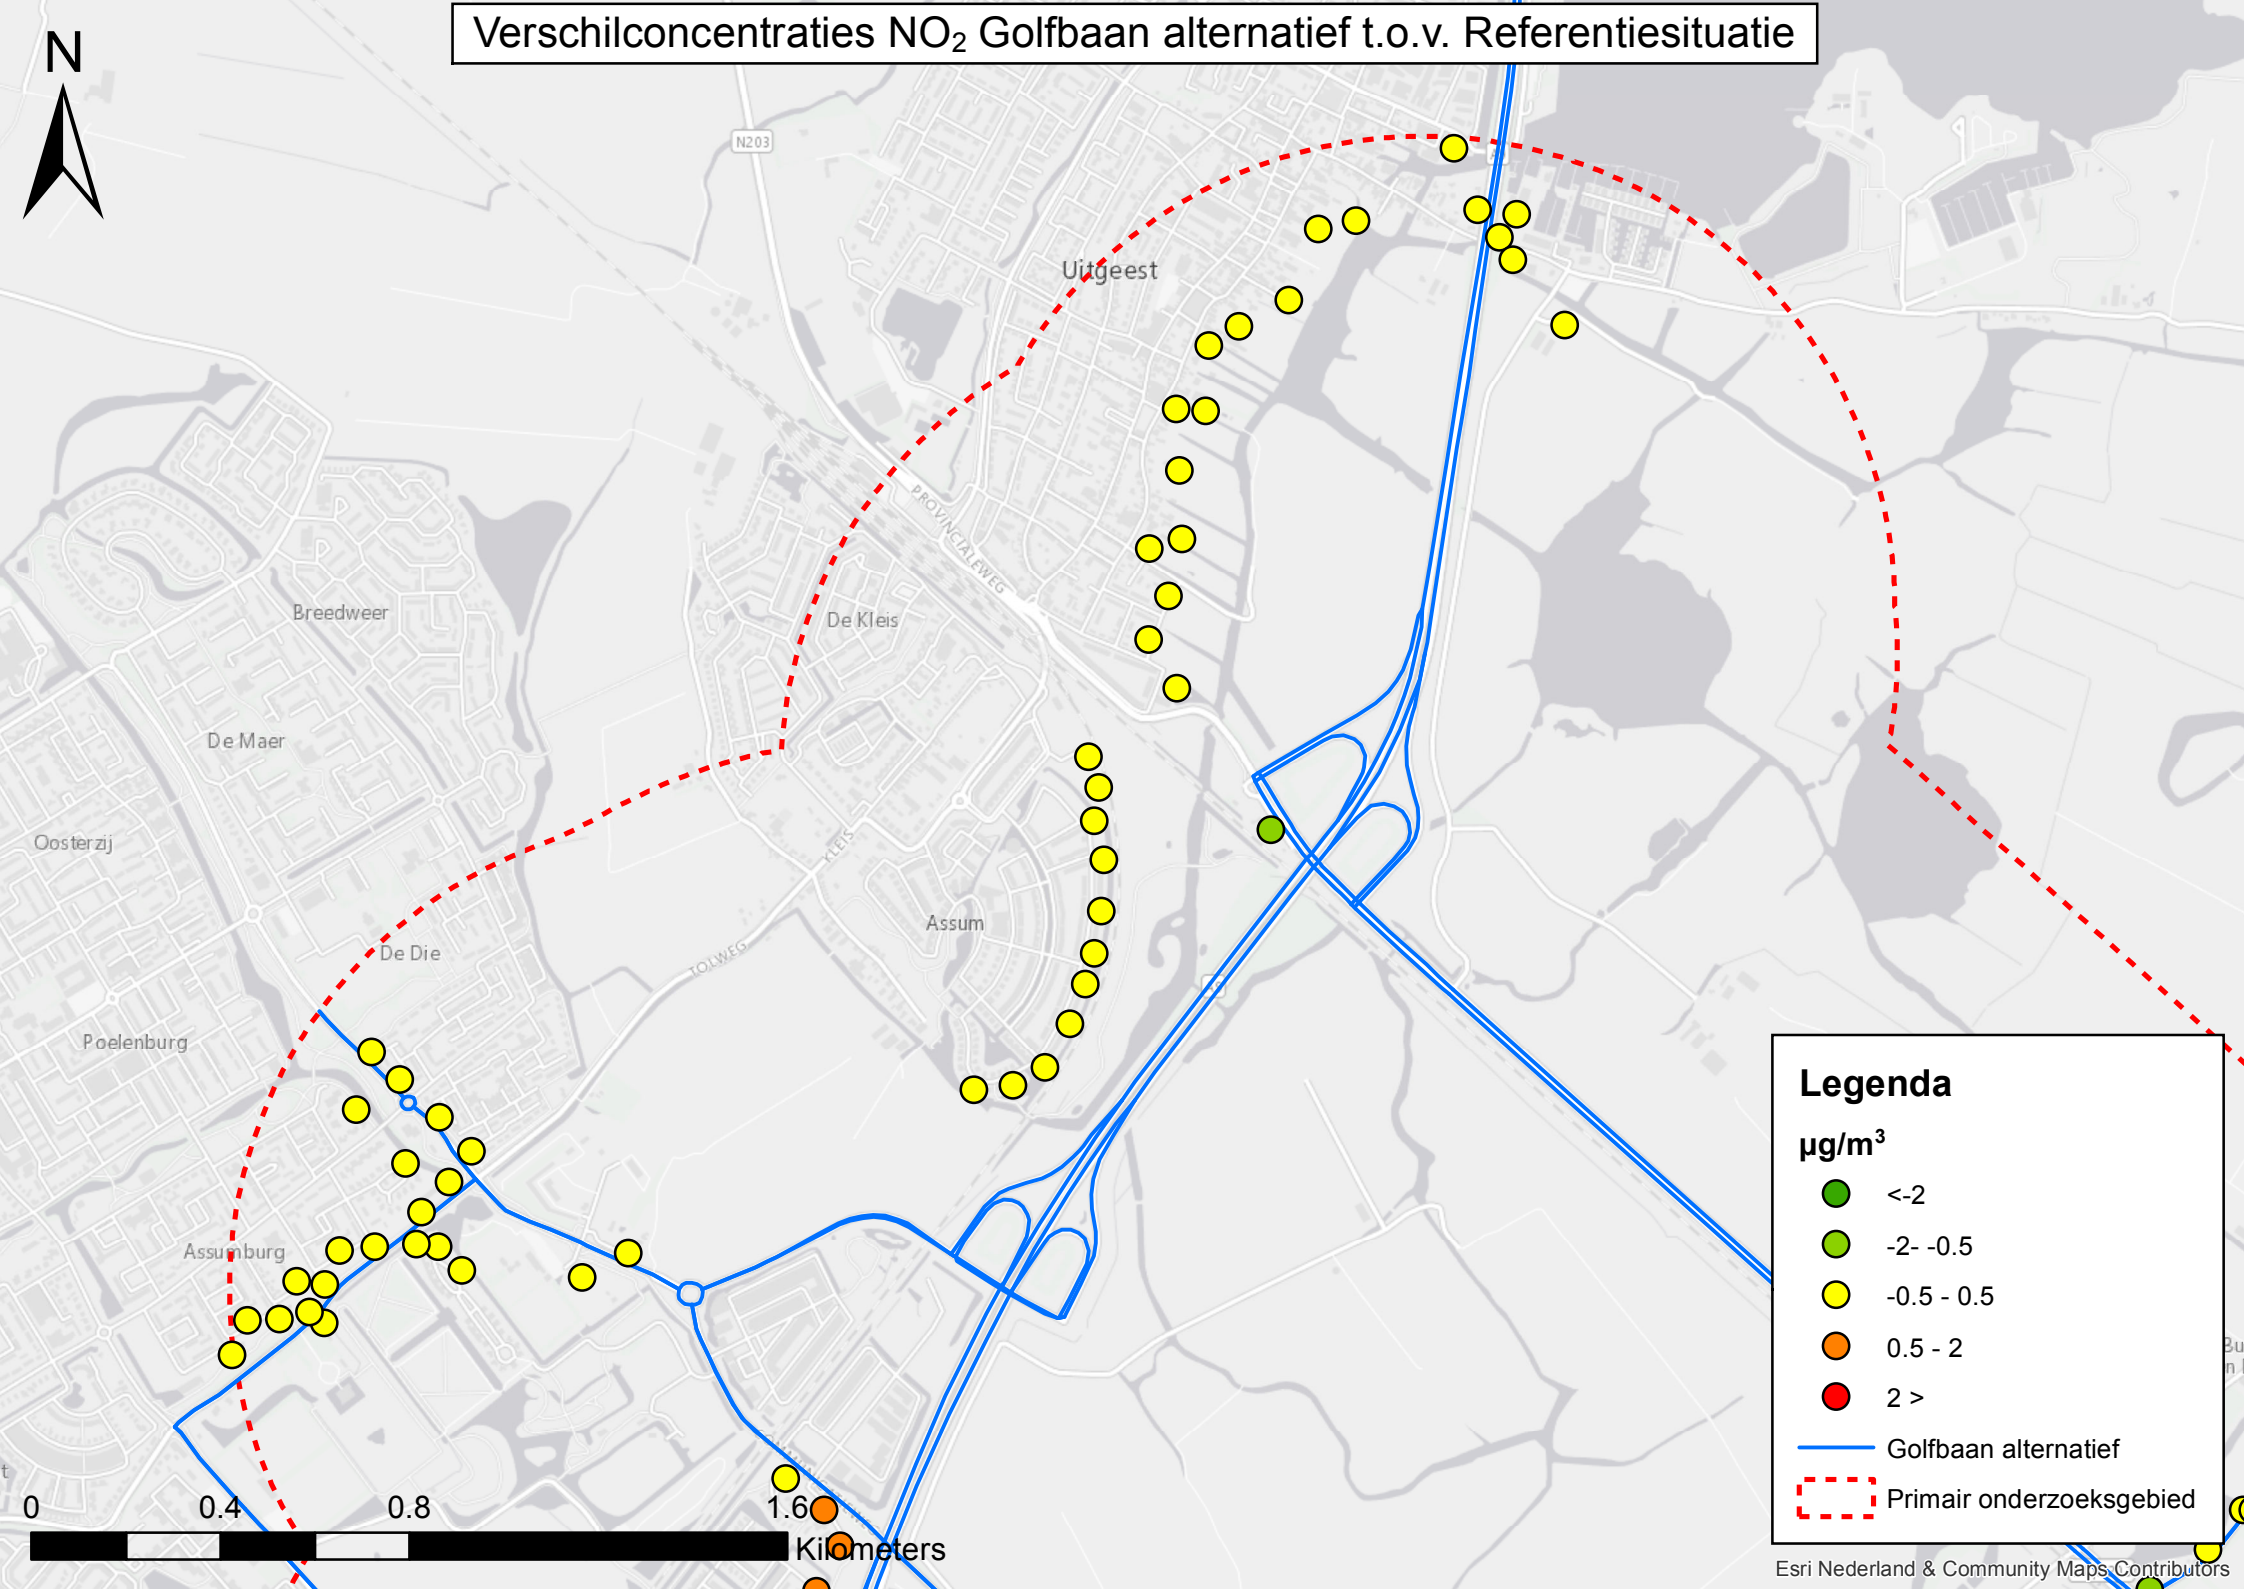 Verschilconcentraties NO₂ Golfbaan alternatief t.o.v. Referentiesituatie
N
N203
Uitgeest
PROVINCIALEWEG
Breedweer
De Kleis
De Maer
Oosterzij
KLEIS
Assum
De Die
TOLWEG
Poelenburg
Assumburg
Legenda
µg/m³
<-2
-2- -0.5
-0.5 - 0.5
0.5 - 2
2 >
Golfbaan alternatief
Primair onderzoeksgebied
0 0.4 0.8 1.6
Kilometers
Esri Nederland & Community Maps Contributors